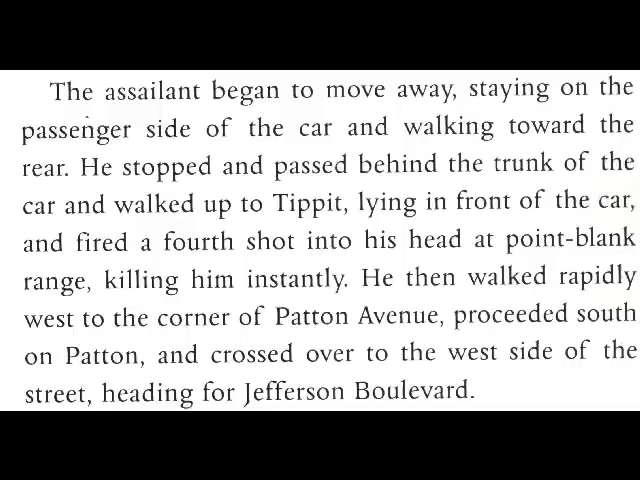 The assailant began to move away, staying on the
passenger side of the car and walking toward the
rear. He stopped and passed behind the trunk of the
car and walked up to Tippit, lying in front of the car,
and fired a fourth shot into his head at point-blank
range, killing him instantly. He then walked rapidly
west to the corner of Patton Avenue, proceeded south
on Patton, and crossed over to the west side of the
street, heading for Jefferson Boulevard.